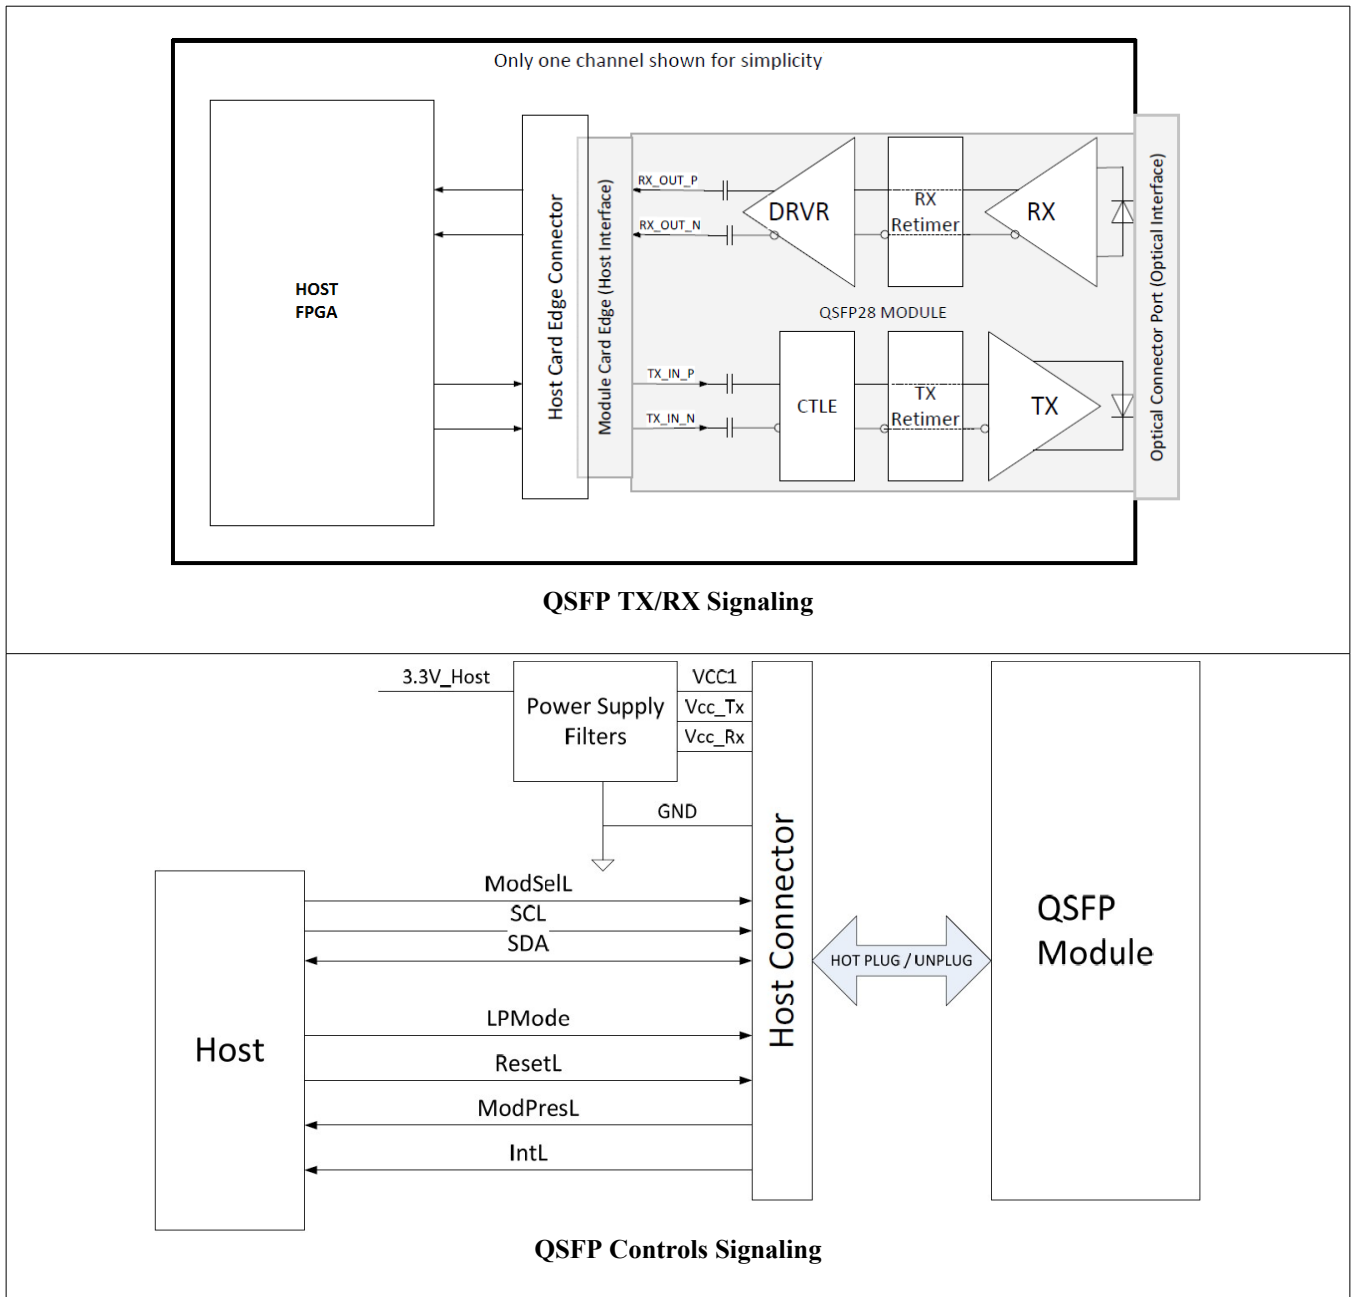 Only one channel shown for simplicity
HOST
FPGA
Host Card Edge Connector
Module Card Edge (Host Interface)
RX_OUT_P
RX_OUT_N
DRVR
RX
Retimer
RX
QSFP28 MODULE
TX_IN_P
TX_IN_N
CTLE
TX
Retimer
TX
Optical Connector Port (Optical Interface)
QSFP TX/RX Signaling
3.3V_Host
Power Supply
Filters
VCC1
Vcc_Tx
Vcc_Rx
GND
Host
ModSelL
SCL
SDA
LPMode
ResetL
ModPresL
IntL
Host Connector
HOT PLUG / UNPLUG
QSFP
Module
QSFP Controls Signaling